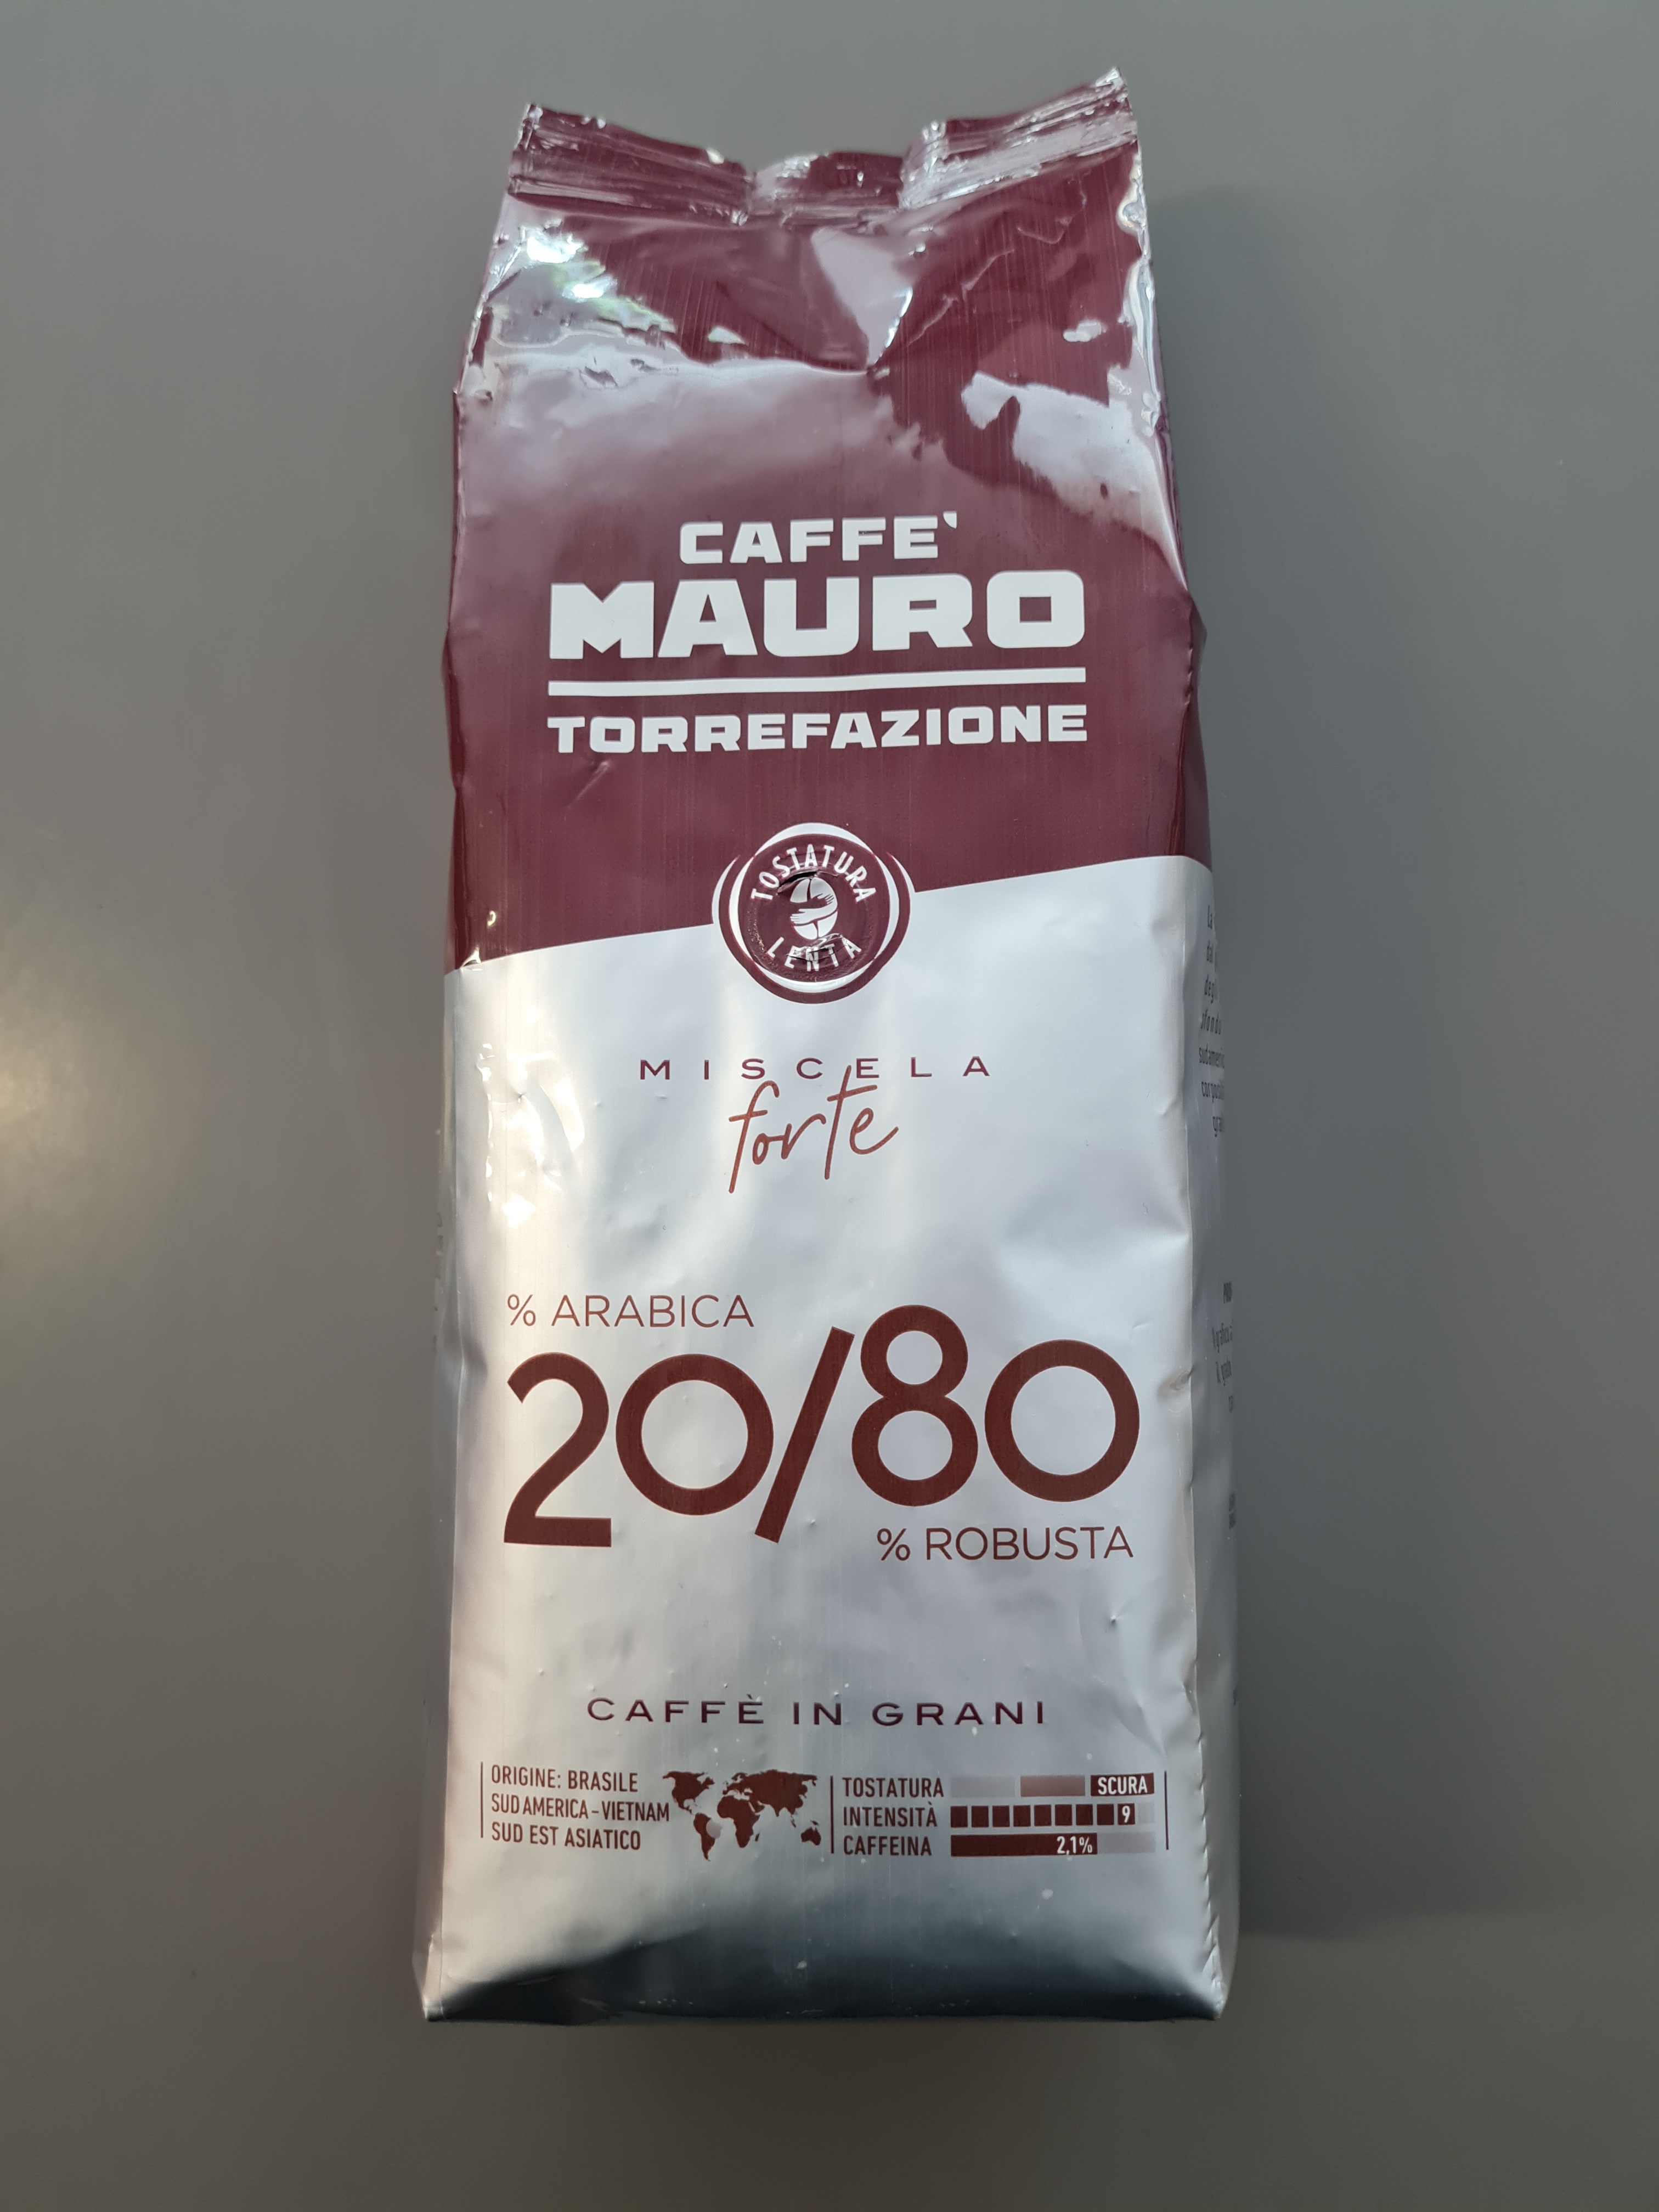 CAFFE'
MAURO
TORREFAZIONE
TOSTATURA
LENTA
MISCELA
forte
% ARABICA
20/80
% ROBUSTA
CAFFÈ IN GRANI
ORIGINE: BRASILE
SUD AMERICA - VIETNAM
SUD EST ASIATICO
TOSTATURA SCURA
INTENSITÀ 9
CAFFEINA 2,1%